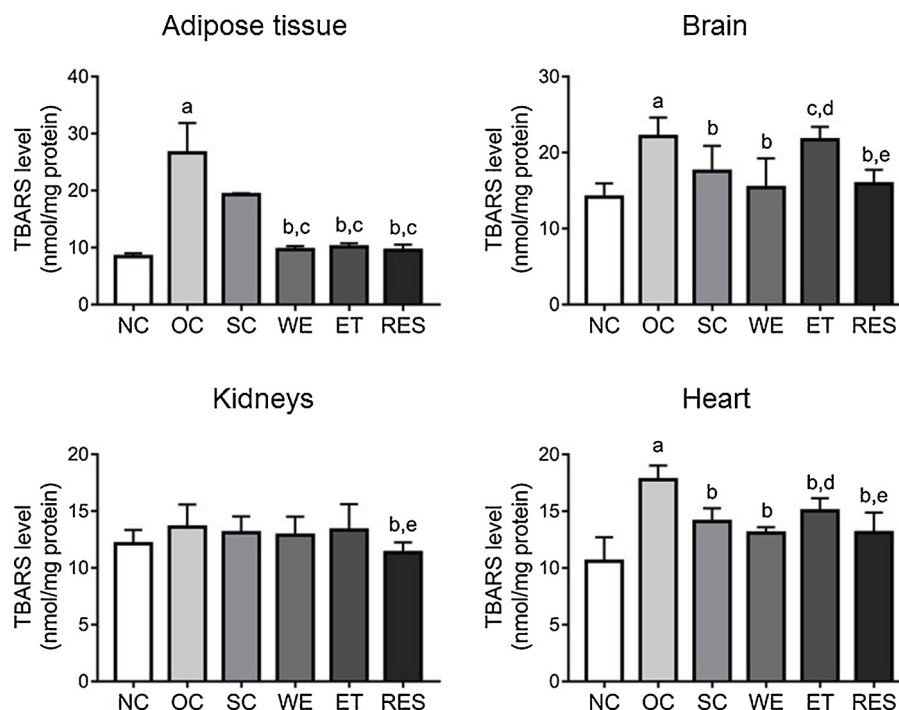 Adipose tissue
TBARS level
(nmol/mg protein)
40
30
20
10
0
a
b,c
b,c
b,c
NC OC SC WE ET RES
Brain
TBARS level
(nmol/mg protein)
30
20
10
0
a
b
b
c,d
b,e
NC OC SC WE ET RES
Kidneys
TBARS level
(nmol/mg protein)
20
15
10
5
0
b,e
NC OC SC WE ET RES
Heart
TBARS level
(nmol/mg protein)
20
15
10
5
0
a
b
b
b,d
b,e
NC OC SC WE ET RES